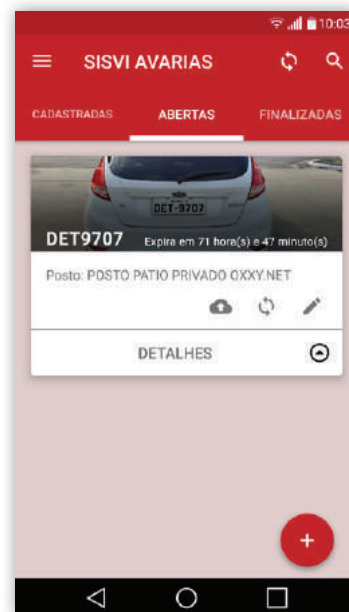 10:03
SISVI AVARIAS
CADASTRADAS ABERTAS FINALIZADAS
DET-9707
DET9707 Expira em 71 hora(s) e 47 minuto(s)
Posto: POSTO PATIO PRIVADO OXXY.NET
DETALHES
+